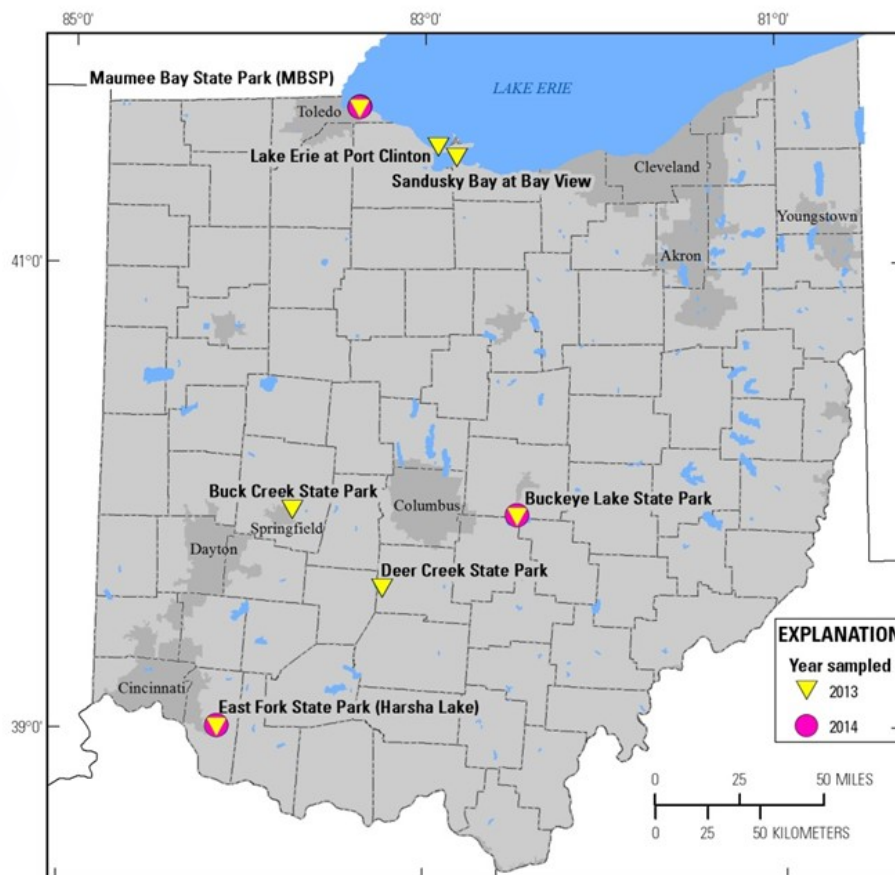 85°0'
83°0'
81°0'
Maumee Bay State Park (MBSP)
LAKE ERIE
Toledo
Lake Erie at Port Clinton
Sandusky Bay at Bay View
Cleveland
Youngstown
Akron
41°0'
Buck Creek State Park
Columbus
Buckeye Lake State Park
Springfield
Dayton
Deer Creek State Park
EXPLANATION
Year sampled
Cincinnati
2013
East Fork State Park (Harsha Lake)
2014
39°0'
0 25 50 MILES
0 25 50 KILOMETERS